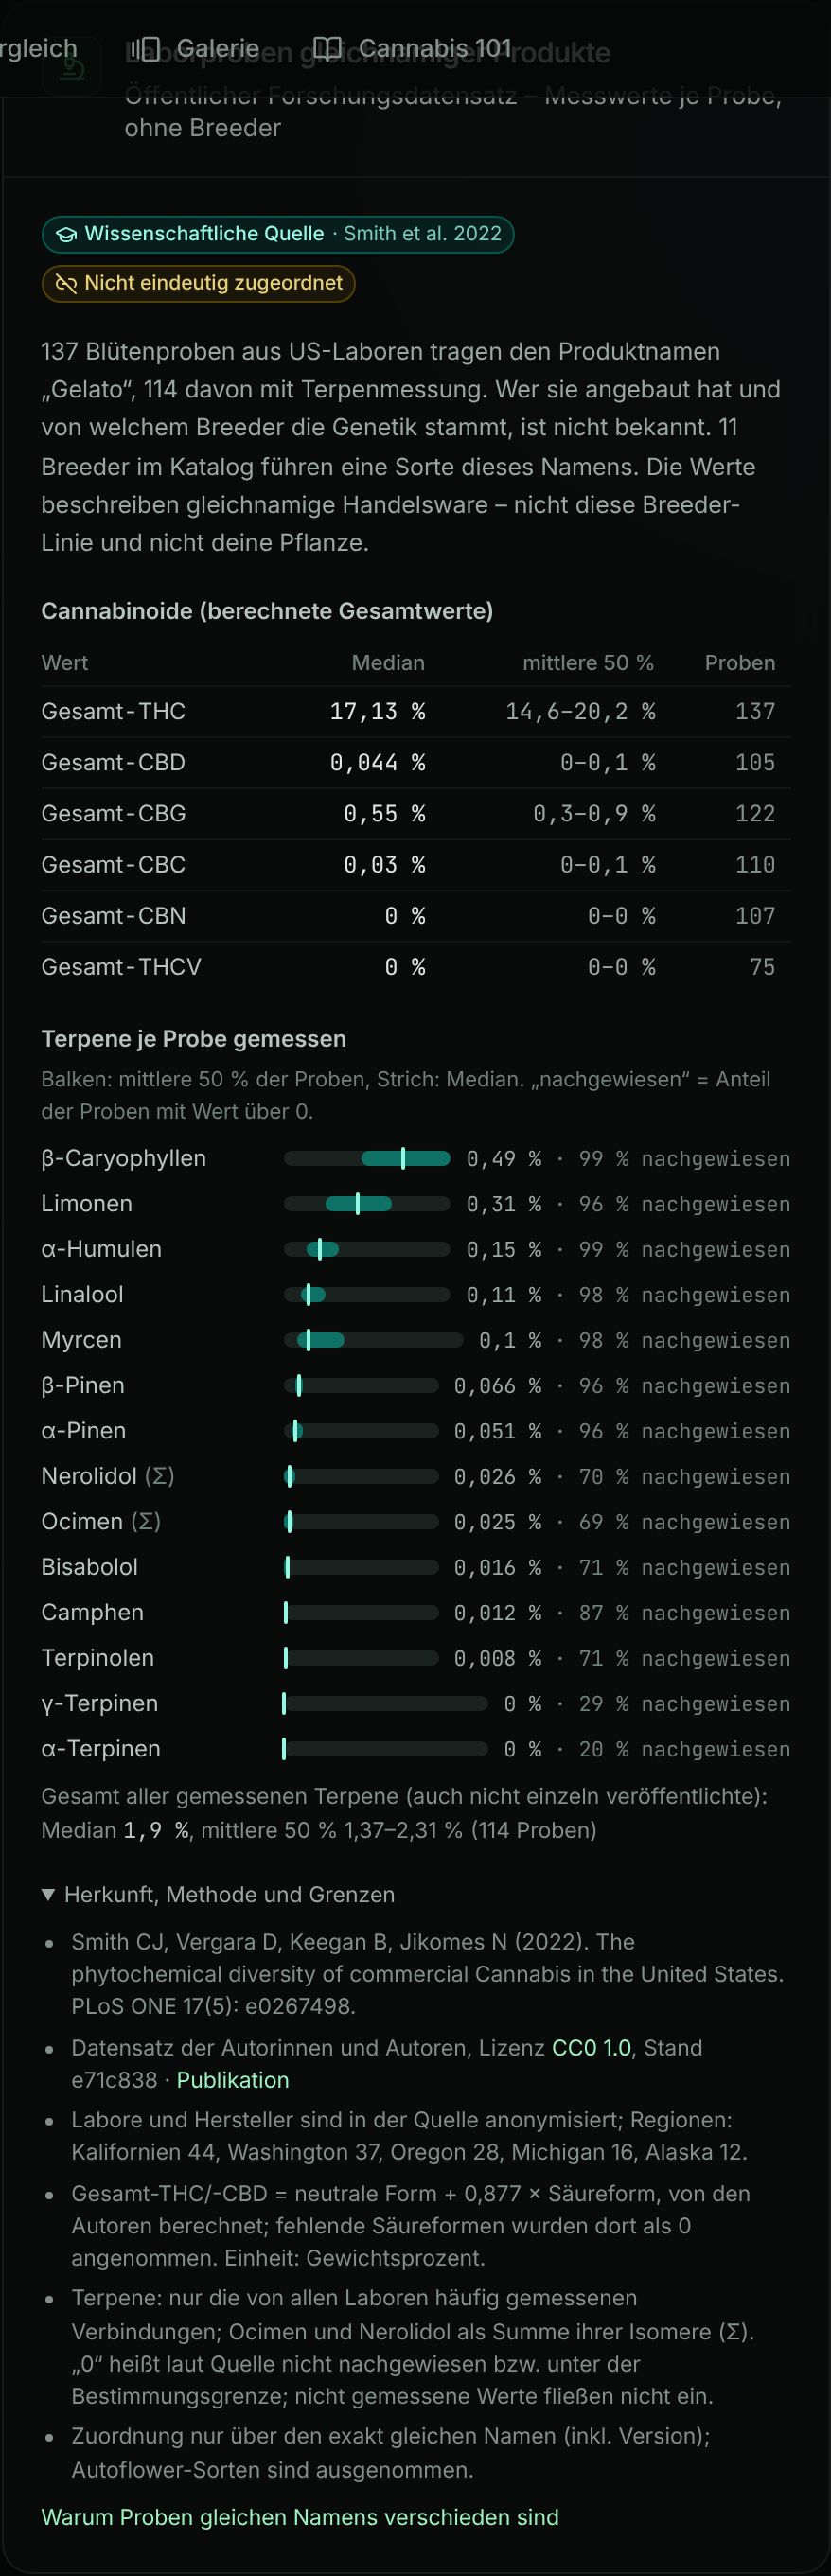 rgleich Galerie Cannabis 101
Laborproben gleichnamiger Produkte
Öffentlicher Forschungsdatensatz – Messwerte je Probe,
ohne Breeder
Wissenschaftliche Quelle · Smith et al. 2022
Nicht eindeutig zugeordnet
137 Blütenproben aus US-Laboren tragen den Produktnamen
„Gelato“, 114 davon mit Terpenmessung. Wer sie angebaut hat und
von welchem Breeder die Genetik stammt, ist nicht bekannt. 11
Breeder im Katalog führen eine Sorte dieses Namens. Die Werte
beschreiben gleichnamige Handelsware – nicht diese Breeder-
Linie und nicht deine Pflanze.
Cannabinoide (berechnete Gesamtwerte)
Wert Median mittlere 50 % Proben
Gesamt-THC 17,13 % 14,6–20,2 % 137
Gesamt-CBD 0,044 % 0–0,1 % 105
Gesamt-CBG 0,55 % 0,3–0,9 % 122
Gesamt-CBC 0,03 % 0–0,1 % 110
Gesamt-CBN 0 % 0–0 % 107
Gesamt-THCV 0 % 0–0 % 75
Terpene je Probe gemessen
Balken: mittlere 50 % der Proben, Strich: Median. „nachgewiesen“ = Anteil
der Proben mit Wert über 0.
β-Caryophyllen 0,49 % · 99 % nachgewiesen
Limonen 0,31 % · 96 % nachgewiesen
α-Humulen 0,15 % · 99 % nachgewiesen
Linalool 0,11 % · 98 % nachgewiesen
Myrcen 0,1 % · 98 % nachgewiesen
β-Pinen 0,066 % · 96 % nachgewiesen
α-Pinen 0,051 % · 96 % nachgewiesen
Nerolidol (Σ) 0,026 % · 70 % nachgewiesen
Ocimen (Σ) 0,025 % · 69 % nachgewiesen
Bisabolol 0,016 % · 71 % nachgewiesen
Camphen 0,012 % · 87 % nachgewiesen
Terpinolen 0,008 % · 71 % nachgewiesen
γ-Terpinen 0 % · 29 % nachgewiesen
α-Terpinen 0 % · 20 % nachgewiesen
Gesamt aller gemessenen Terpene (auch nicht einzeln veröffentlichte):
Median 1,9 %, mittlere 50 % 1,37–2,31 % (114 Proben)
▼ Herkunft, Methode und Grenzen
• Smith CJ, Vergara D, Keegan B, Jikomes N (2022). The
phytochemical diversity of commercial Cannabis in the United States.
PLoS ONE 17(5): e0267498.
• Datensatz der Autorinnen und Autoren, Lizenz CC0 1.0, Stand
e71c838 · Publikation
• Labore und Hersteller sind in der Quelle anonymisiert; Regionen:
Kalifornien 44, Washington 37, Oregon 28, Michigan 16, Alaska 12.
• Gesamt-THC/-CBD = neutrale Form + 0,877 × Säureform, von den
Autoren berechnet; fehlende Säureformen wurden dort als 0
angenommen. Einheit: Gewichtsprozent.
• Terpene: nur die von allen Laboren häufig gemessenen
Verbindungen; Ocimen und Nerolidol als Summe ihrer Isomere (Σ).
„0“ heißt laut Quelle nicht nachgewiesen bzw. unter der
Bestimmungsgrenze; nicht gemessene Werte fließen nicht ein.
• Zuordnung nur über den exakt gleichen Namen (inkl. Version);
Autoflower-Sorten sind ausgenommen.
Warum Proben gleichen Namens verschieden sind